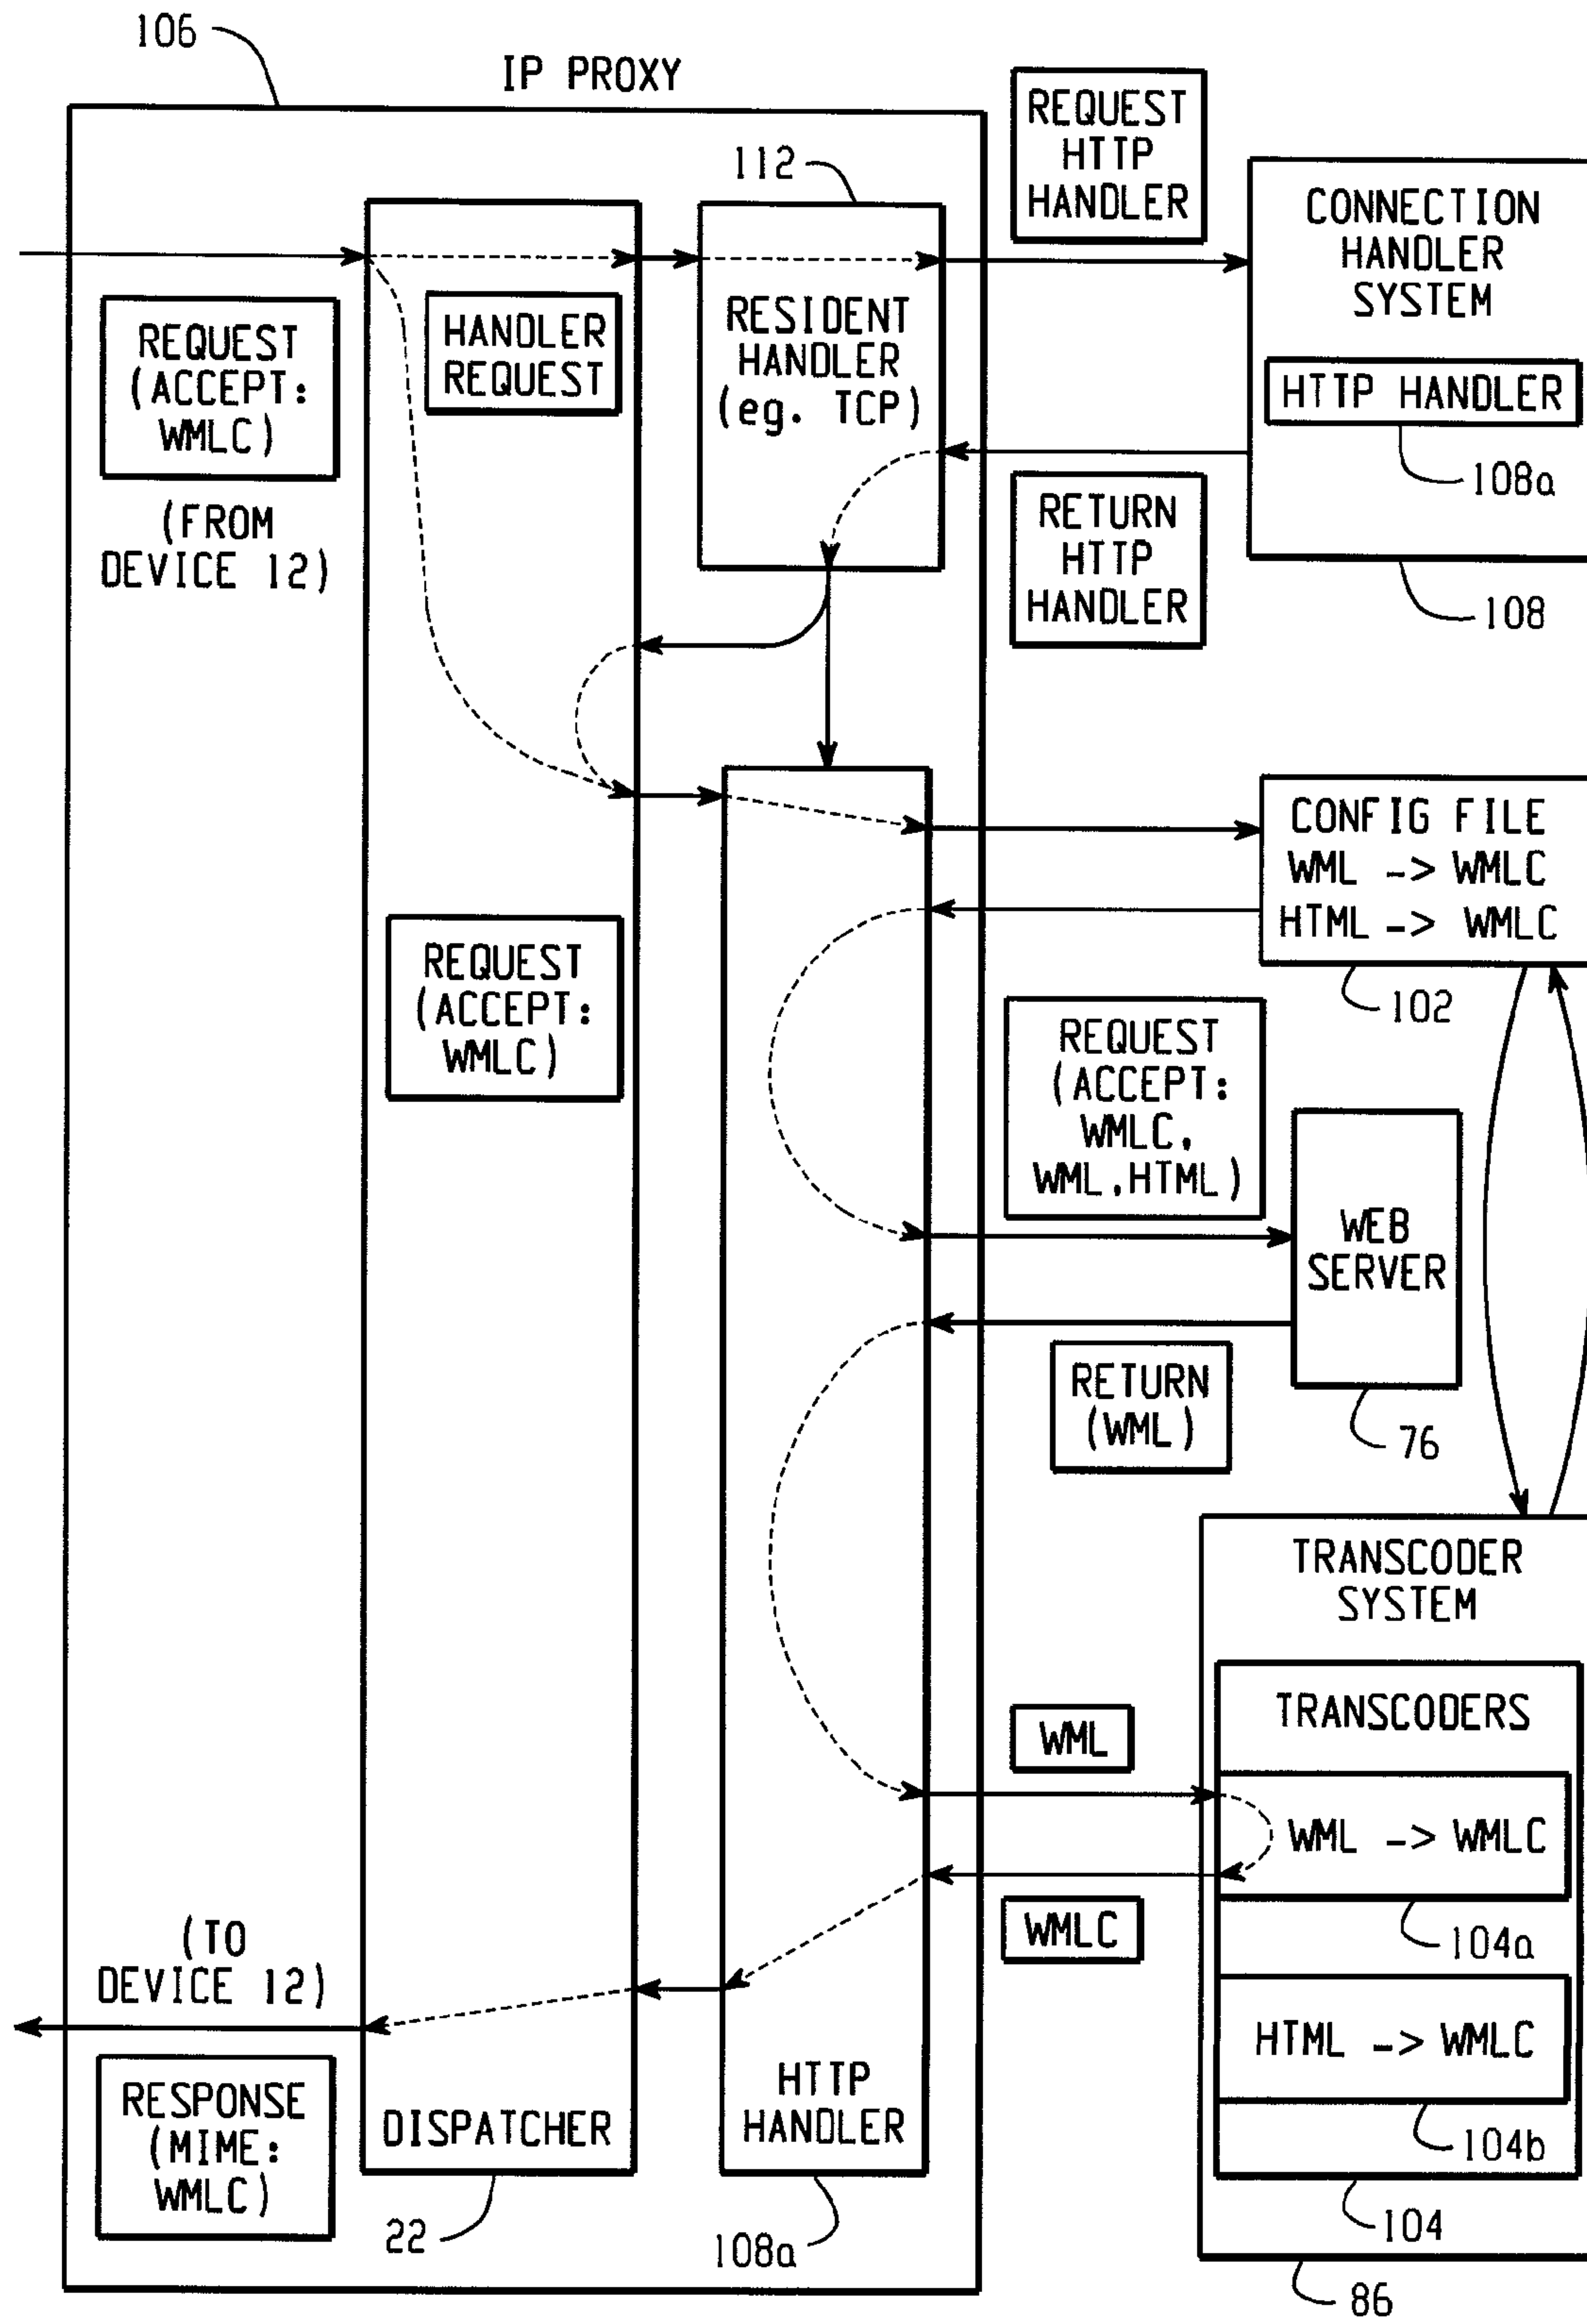 106
IP PROXY
REQUEST
HTTP
HANDLER
112
CONNECTION
HANDLER
SYSTEM
HTTP HANDLER
108a
108
REQUEST
(ACCEPT:
WMLC)
(FROM
DEVICE 12)
HANDLER
REQUEST
RESIDENT
HANDLER
(eg. TCP)
RETURN
HTTP
HANDLER
CONFIG FILE
WML -> WMLC
HTML -> WMLC
102
REQUEST
(ACCEPT:
WMLC)
REQUEST
(ACCEPT:
WMLC,
WML,HTML)
WEB
SERVER
76
RETURN
(WML)
TRANSCODER
SYSTEM
TRANSCODERS
WML
WML -> WMLC
104a
WMLC
HTML -> WMLC
104b
104
86
(TO
DEVICE 12)
RESPONSE
(MIME:
WMLC)
DISPATCHER
22
HTTP
HANDLER
108a